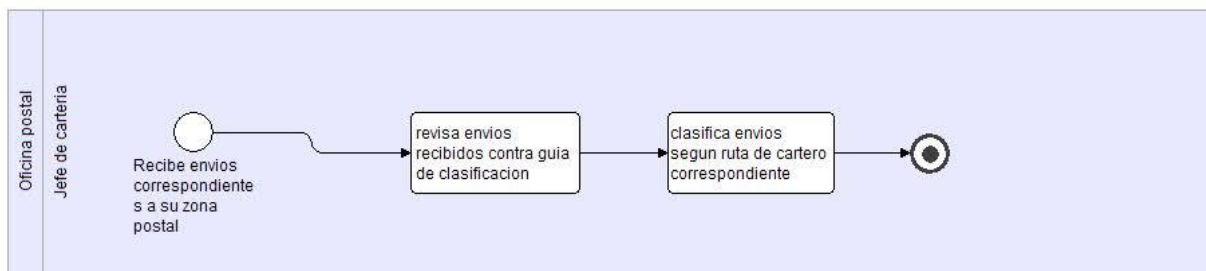 Oficina postal
Jefe de carteria
Recibe envios
correspondiente
s a su zona
postal
revisa envios
recibidos contra guia
de clasificacion
clasifica envios
segun ruta de cartero
correspondiente